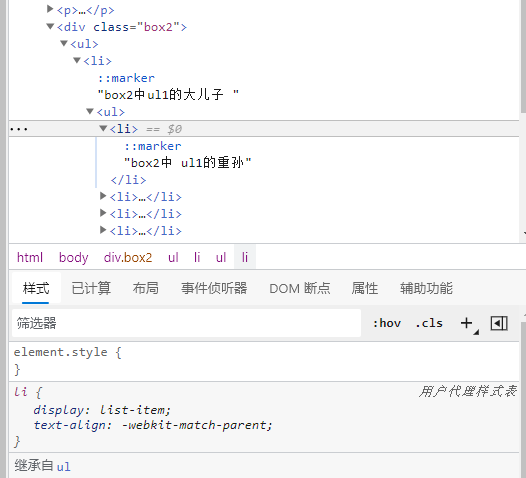 <p>…</p>
<div class="box2">
<ul>
<li>
::marker
"box2中ul1的大儿子 "
<ul>
··· <li> == $0
::marker
"box2中 ul1的重孙"
</li>
<li>…</li>
<li>…</li>
<li>…</li>
html body div.box2 ul li ul li
样式 已计算 布局 事件侦听器 DOM 断点 属性 辅助功能
筛选器 :hov .cls +
element.style {
}
li { 用户代理样式表
display: list-item;
text-align: -webkit-match-parent;
}
继承自 ul